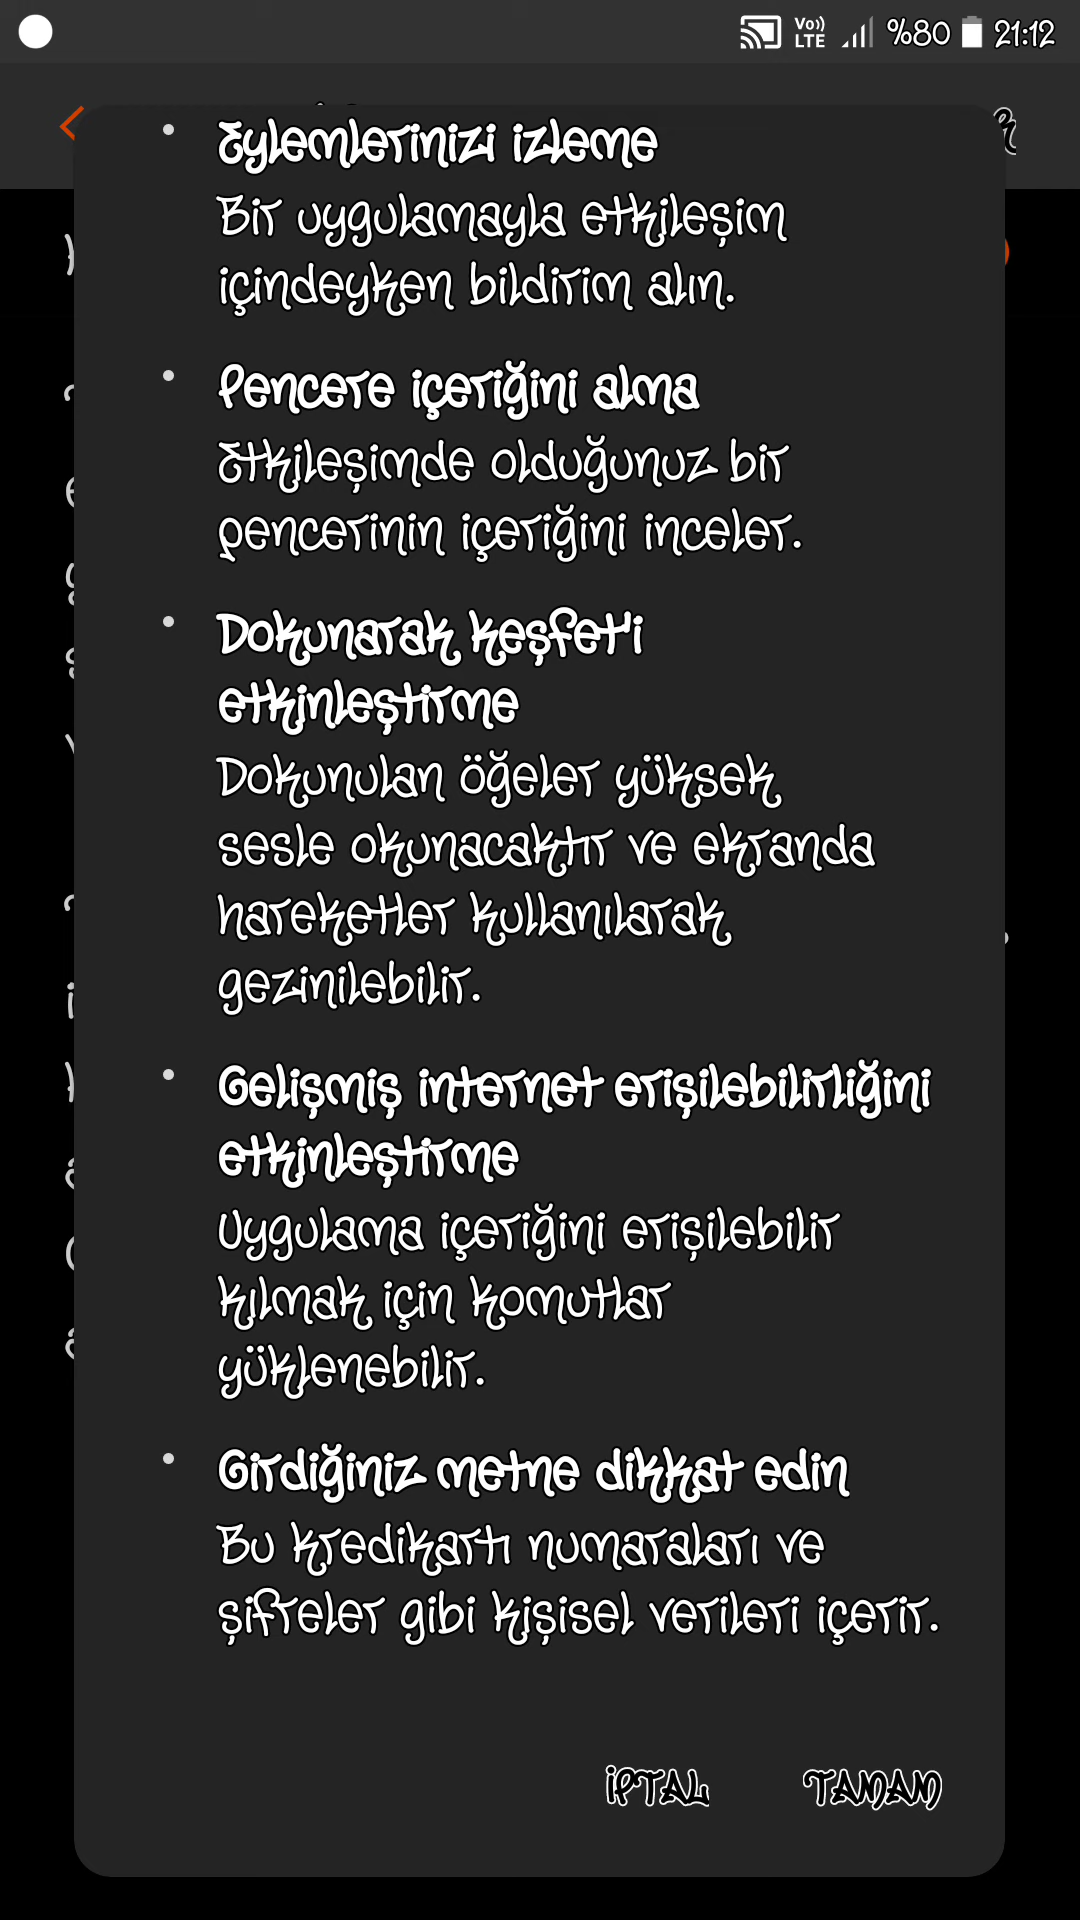 Vo)) LTE %80 21:12
Eylemlerinizi izleme
Bir uygulamayla etkileşim
içindeyken bildirim alın.
Pencere içeriğini alma
Etkileşimde olduğunuz bir
pencerinin içeriğini inceler.
Dokunarak keşfet'i
etkinleştirme
Dokunulan öğeler yüksek
sesle okunacaktır ve ekranda
hareketler kullanılarak
gezinilebilir.
Gelişmiş internet erişilebilirliğini
etkinleştirme
Uygulama içeriğini erişilebilir
kılmak için komutlar
yüklenebilir.
Girdiğiniz metne dikkat edin
Bu kredikartı numaraları ve
şifreler gibi kişisel verileri içerir.
İPTAL TAMAM